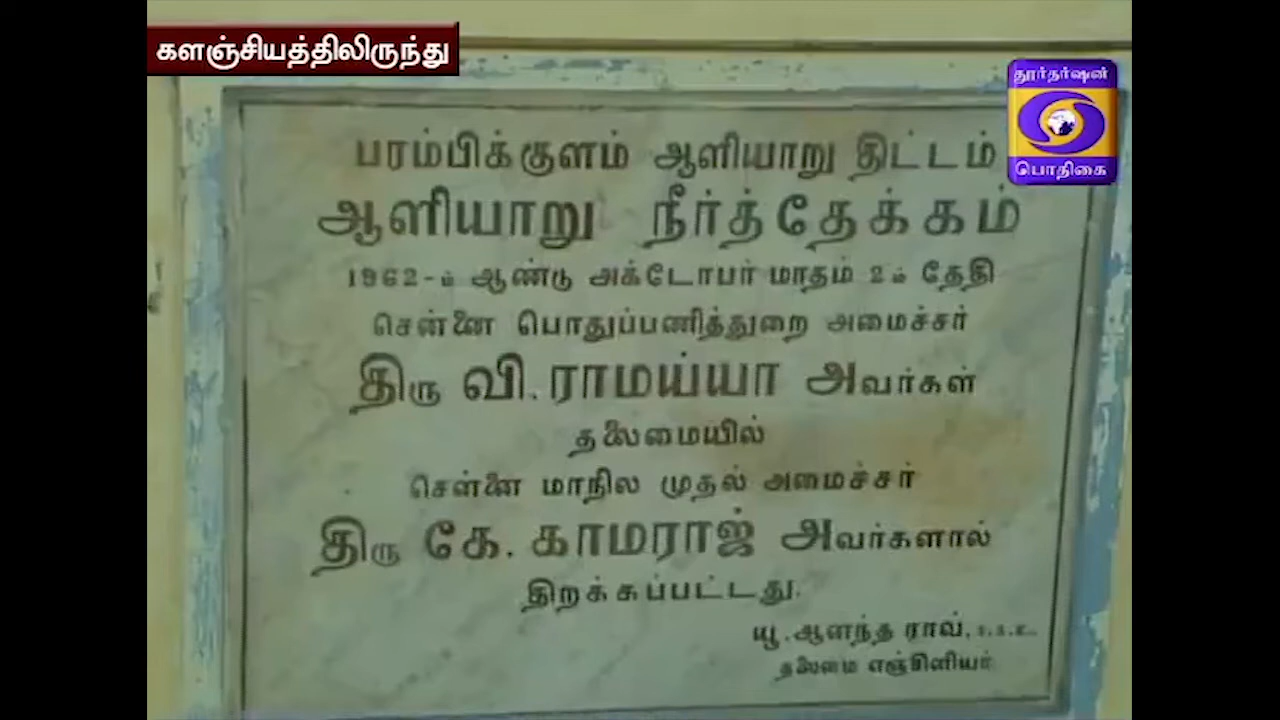 களஞ்சியத்திலிருந்து
தூர்தர்ஷன்
பொதிகை
பரம்பிக்குளம் ஆளியாறு திட்டம்
ஆளியாறு நீர்த்தேக்கம்
1962-ம் ஆண்டு அக்டோபர் மாதம் 2ம் தேதி
சென்னை பொதுப்பணித்துறை அமைச்சர்
திரு வி. ராமய்யா அவர்கள்
தலைமையில்
சென்னை மாநில முதல் அமைச்சர்
திரு கே. காமராஜ் அவர்களால்
திறக்கப்பட்டது.
யூ. ஆனந்த ராவ்,
தலைமை எஞ்சினியர்